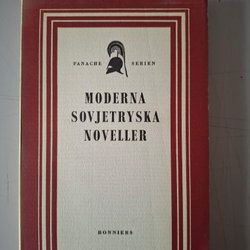 PANACHE SERIEN
MODERNA
SOVJETRYSKA
NOVELLER
BONNIERS